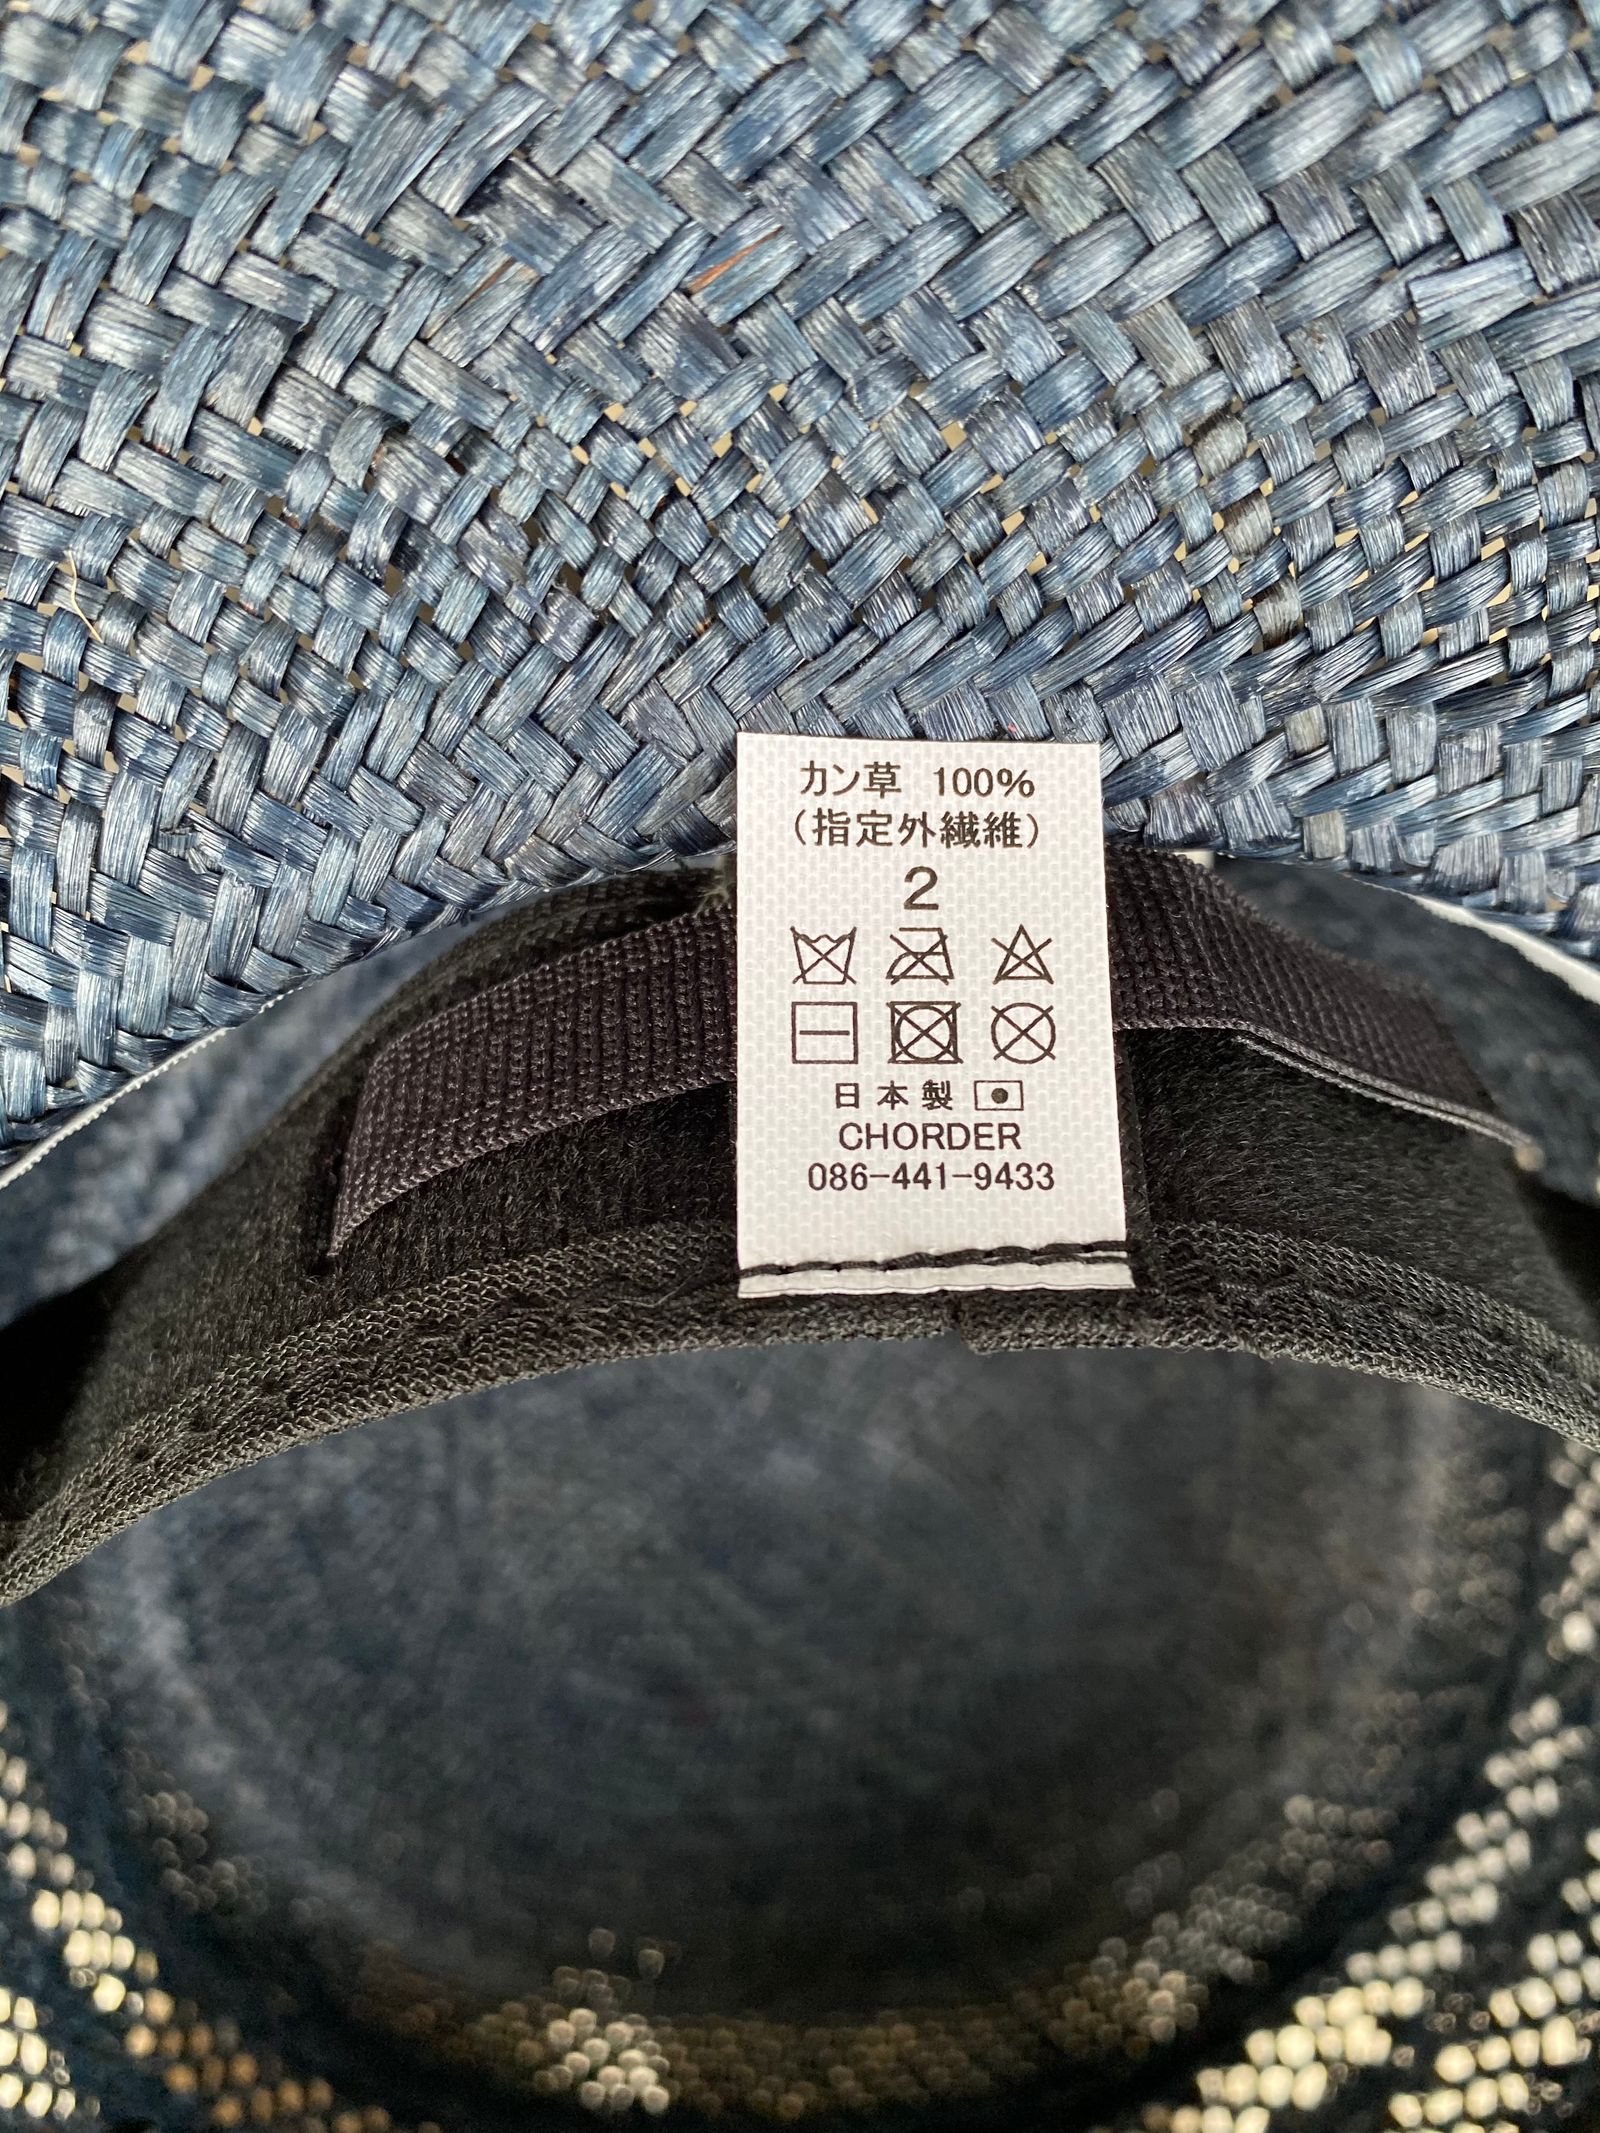 カン草 100%
(指定外繊維)
2
日本製
CHORDER
086-441-9433